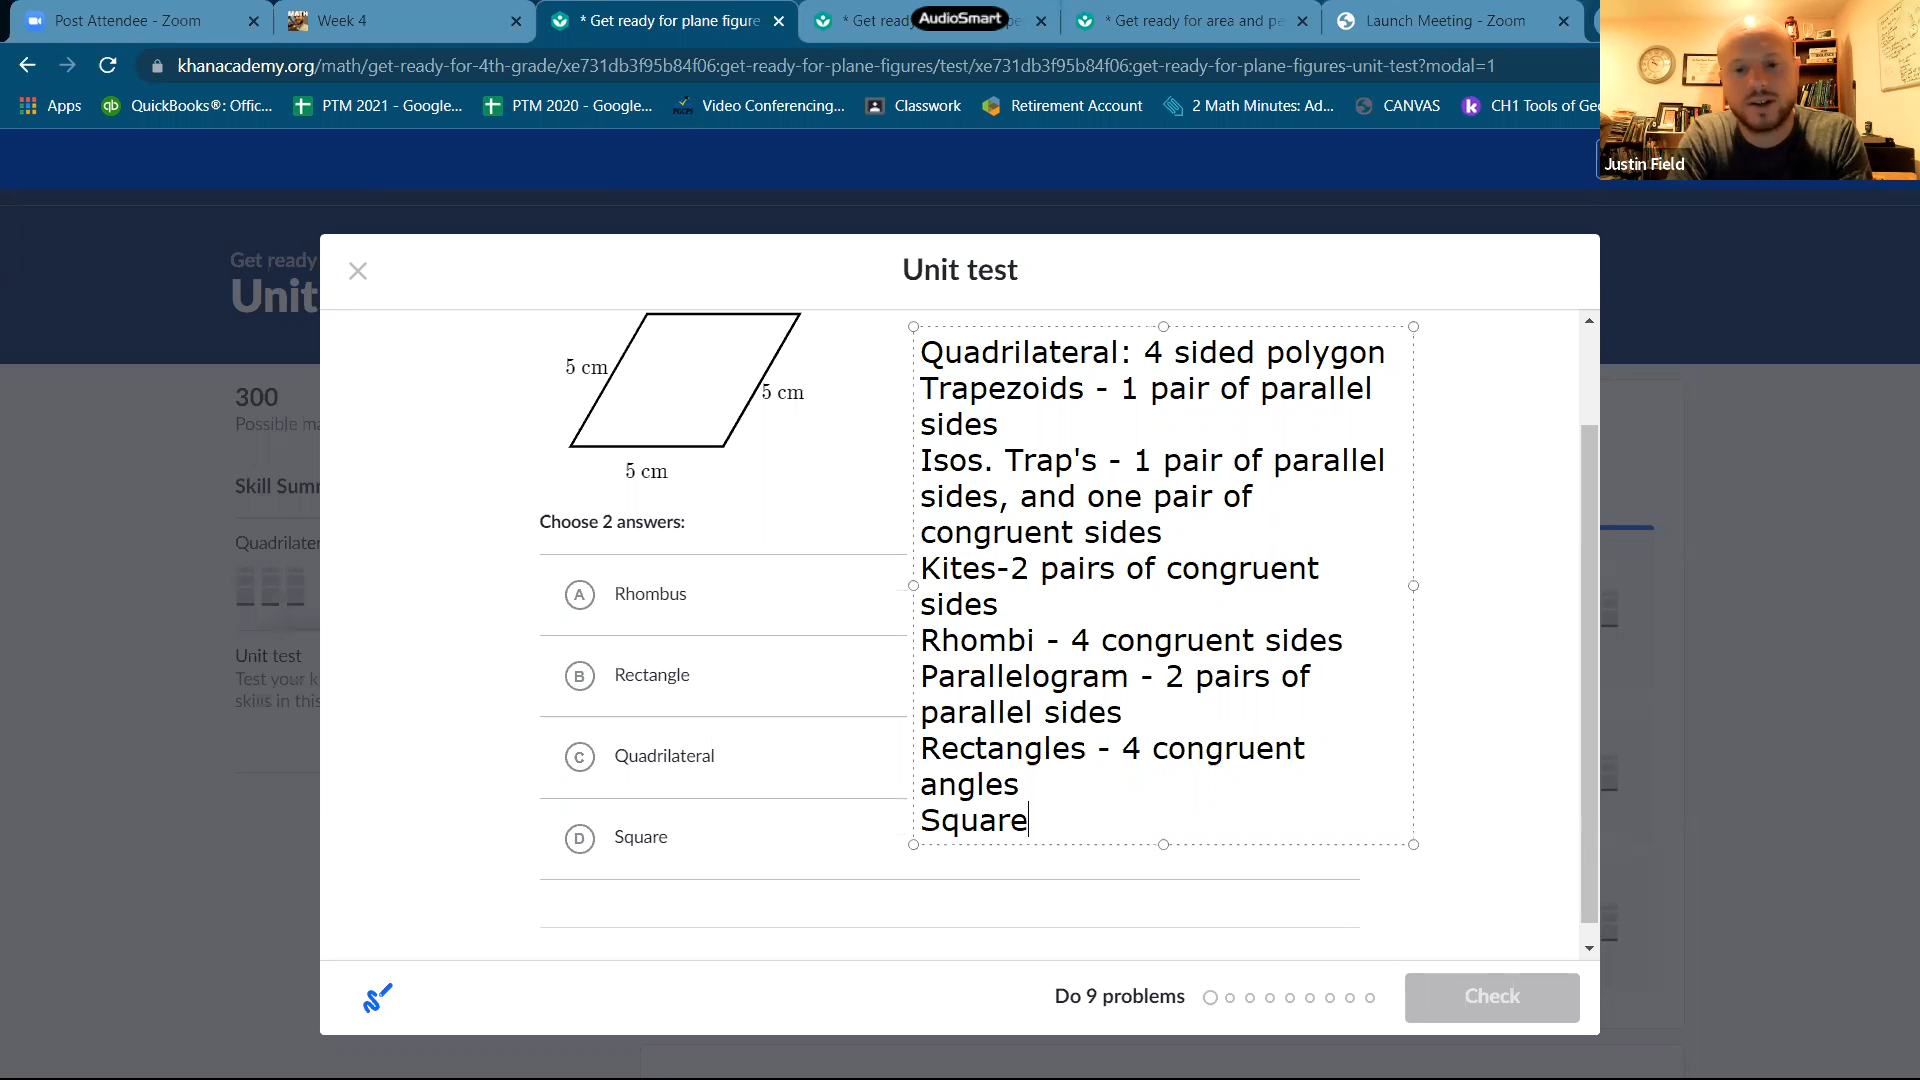 Post Attendee - Zoom
Week 4
* Get ready for plane figure
* Get read
AudioSmart
* Get ready for area and pe
Launch Meeting - Zoom
khanacademy.org/math/get-ready-for-4th-grade/xe731db3f95b84f06:get-ready-for-plane-figures/test/xe731db3f95b84f06:get-ready-for-plane-figures-unit-test?modal=1
Apps
qb
QuickBooks®: Offic...
PTM 2021 - Google...
PTM 2020 - Google...
Video Conferencing...
Classwork
Retirement Account
2 Math Minutes: Ad...
CANVAS
k
CH1 Tools of Geo
Justin Field
Get ready
Unit
300
Possible ma
Skill Summ
Quadrilater
Unit test
Test your k
skills in this
Unit test
5 cm
5 cm
5 cm
Choose 2 answers:
A Rhombus
B Rectangle
C Quadrilateral
D Square
Quadrilateral: 4 sided polygon
Trapezoids - 1 pair of parallel
sides
Isos. Trap's - 1 pair of parallel
sides, and one pair of
congruent sides
Kites-2 pairs of congruent
sides
Rhombi - 4 congruent sides
Parallelogram - 2 pairs of
parallel sides
Rectangles - 4 congruent
angles
Square
Do 9 problems
Check